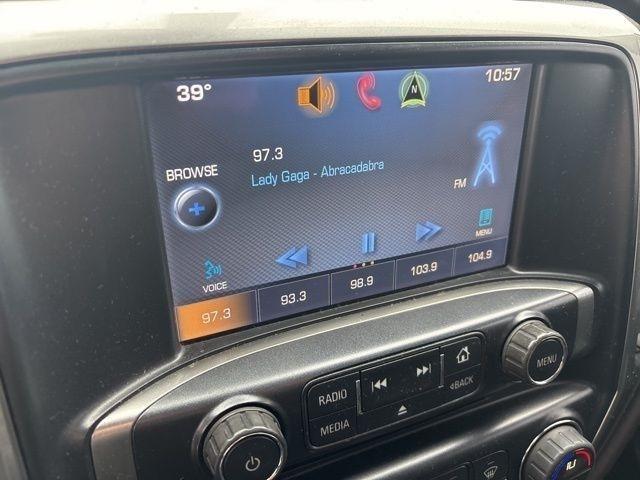 39°
10:57
N
97.3
Lady Gaga - Abracadabra
BROWSE
FM
MENU
VOICE
97.3
93.3
98.9
103.9
104.9
RADIO
MEDIA
BACK
MENU